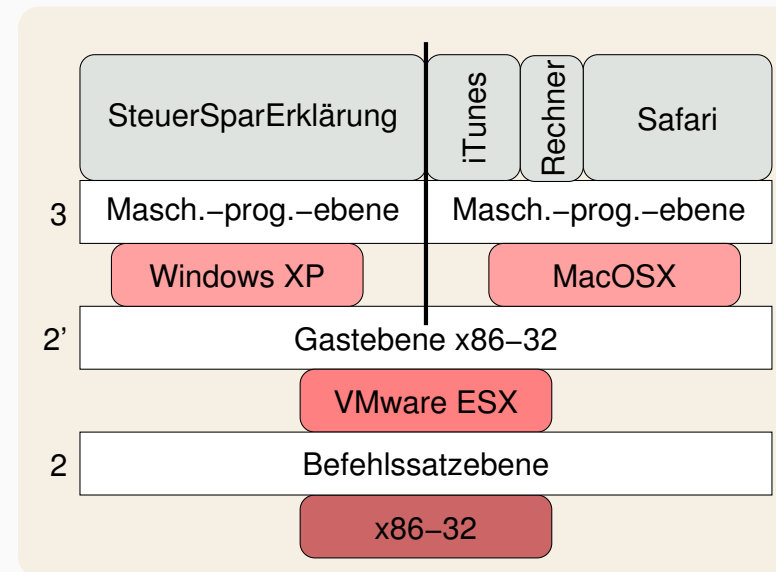 SteuerSparErklärung
iTunes
Rechner
Safari
3
Masch.–prog.–ebene
Masch.–prog.–ebene
Windows XP
MacOSX
2’
Gastebene x86–32
VMware ESX
2
Befehlssatzebene
x86–32